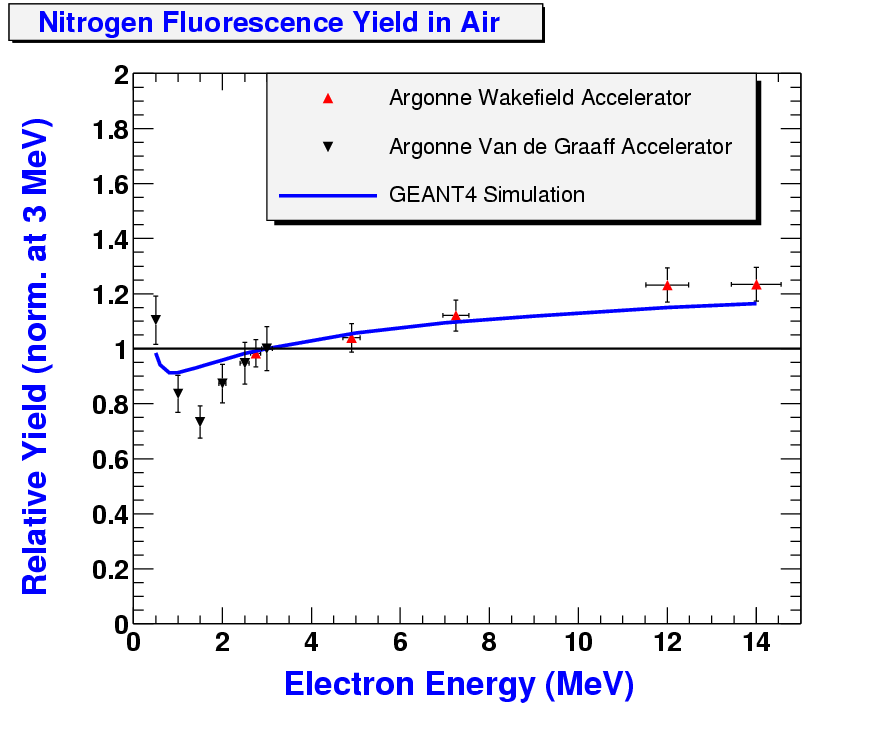 Nitrogen Fluorescence Yield in Air
Argonne Wakefield Accelerator
Argonne Van de Graaff Accelerator
GEANT4 Simulation
Relative Yield (norm. at 3 MeV)
2
1.8
1.6
1.4
1.2
1
0.8
0.6
0.4
0.2
0
0 2 4 6 8 10 12 14
Electron Energy (MeV)